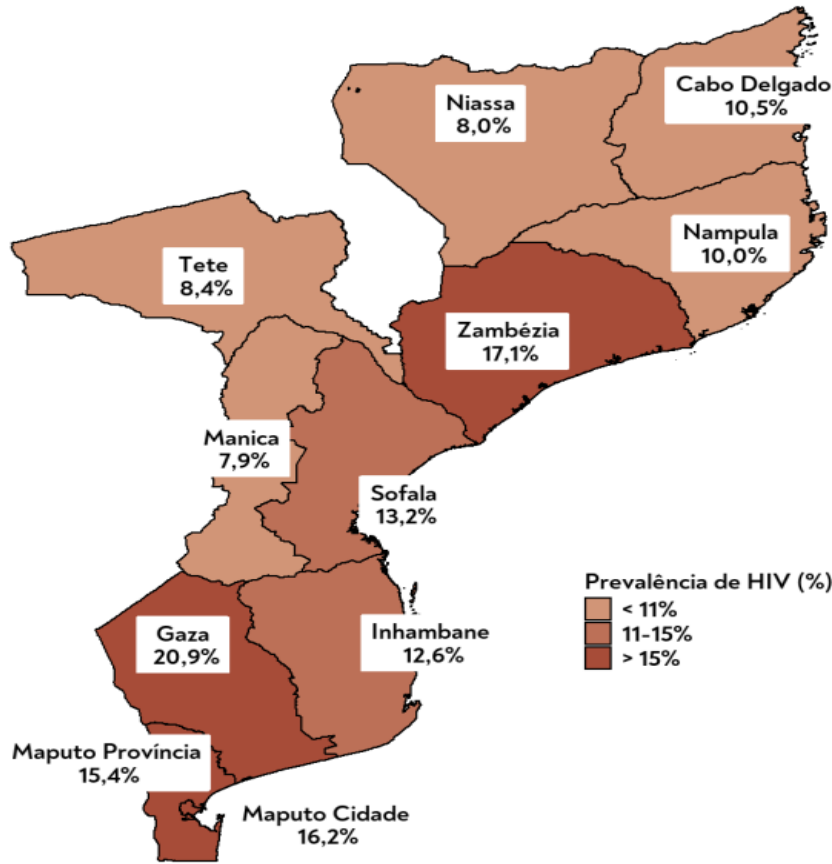 Cabo Delgado
10,5%
Niassa
8,0%
Nampula
10,0%
Tete
8,4%
Zambézia
17,1%
Manica
7,9%
Sofala
13,2%
Gaza
20,9%
Inhambane
12,6%
Maputo Província
15,4%
Maputo Cidade
16,2%
Prevalência de HIV (%)
< 11%
11-15%
> 15%